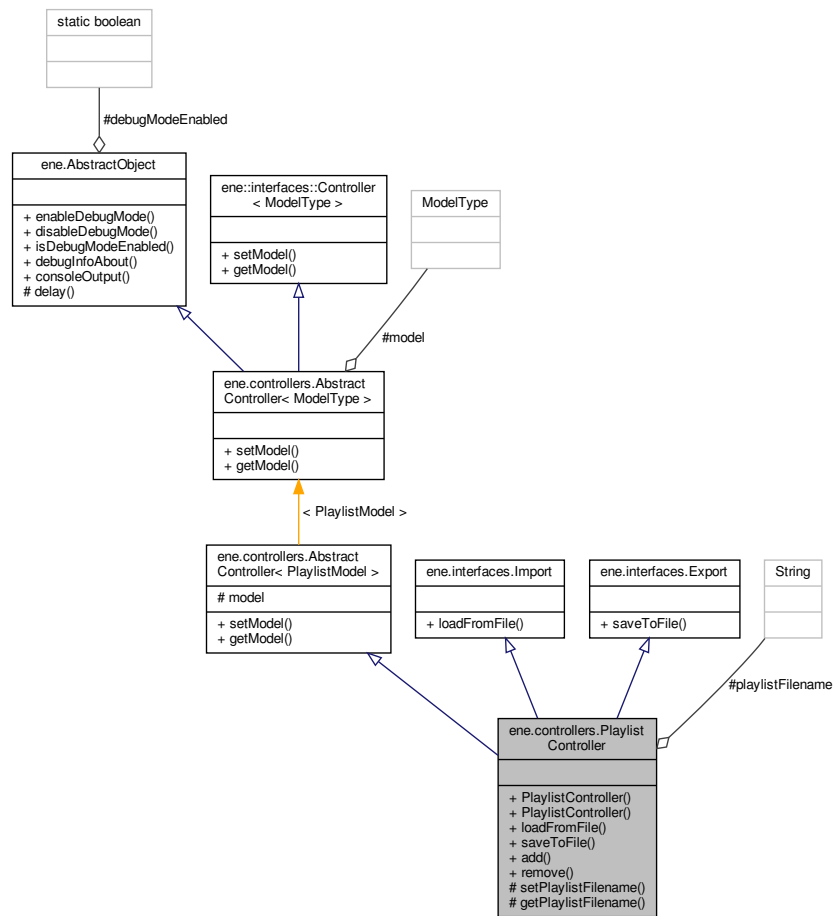 static boolean
#debugModeEnabled
ene.AbstractObject
+ enableDebugMode()
+ disableDebugMode()
+ isDebugModeEnabled()
+ debugInfoAbout()
+ consoleOutput()
# delay()
ene::interfaces::Controller
< ModelType >
+ setModel()
+ getModel()
ModelType
#model
ene.controllers.Abstract
Controller< ModelType >
+ setModel()
+ getModel()
< PlaylistModel >
ene.controllers.Abstract
Controller< PlaylistModel >
# model
+ setModel()
+ getModel()
ene.interfaces.Import
+ loadFromFile()
ene.interfaces.Export
+ saveToFile()
String
#playlistFilename
ene.controllers.Playlist
Controller
+ PlaylistController()
+ PlaylistController()
+ loadFromFile()
+ saveToFile()
+ add()
+ remove()
# setPlaylistFilename()
# getPlaylistFilename()